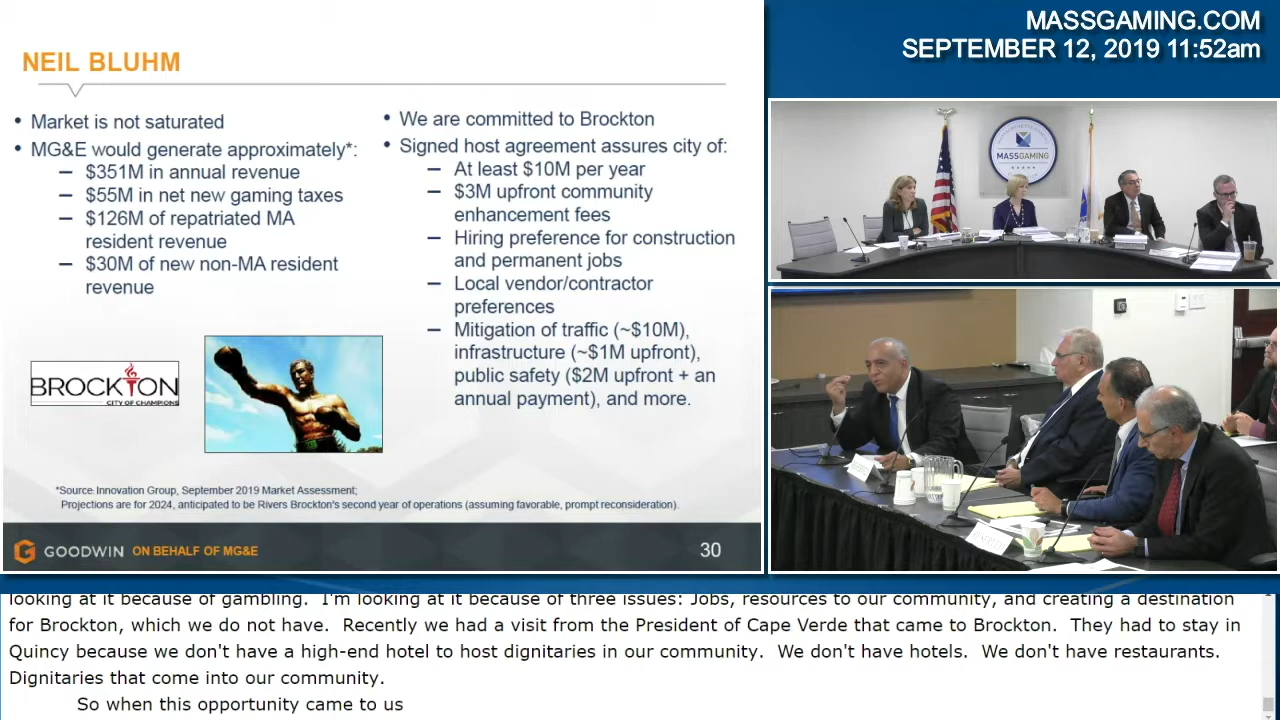 MASSGAMING.COM
SEPTEMBER 12, 2019 11:52am
NEIL BLUHM
• Market is not saturated
• MG&E would generate approximately*:
– $351M in annual revenue
– $55M in net new gaming taxes
– $126M of repatriated MA
resident revenue
– $30M of new non-MA resident
revenue
• We are committed to Brockton
• Signed host agreement assures city of:
– At least $10M per year
– $3M upfront community
enhancement fees
– Hiring preference for construction
and permanent jobs
– Local vendor/contractor
preferences
– Mitigation of traffic (~$10M),
infrastructure (~$1M upfront),
public safety ($2M upfront + an
annual payment), and more.
BROCKTON
CITY OF CHAMPIONS
*Source: Innovation Group, September 2019 Market Assessment;
Projections are for 2024, anticipated to be Rivers Brockton's second year of operations (assuming favorable, prompt reconsideration).
GOODWIN ON BEHALF OF MG&E
30
MASSGAMING
looking at it because of gambling. I'm looking at it because of three issues: Jobs, resources to our community, and creating a destination
for Brockton, which we do not have. Recently we had a visit from the President of Cape Verde that came to Brockton. They had to stay in
Quincy because we don't have a high-end hotel to host dignitaries in our community. We don't have hotels. We don't have restaurants.
Dignitaries that come into our community.
So when this opportunity came to us